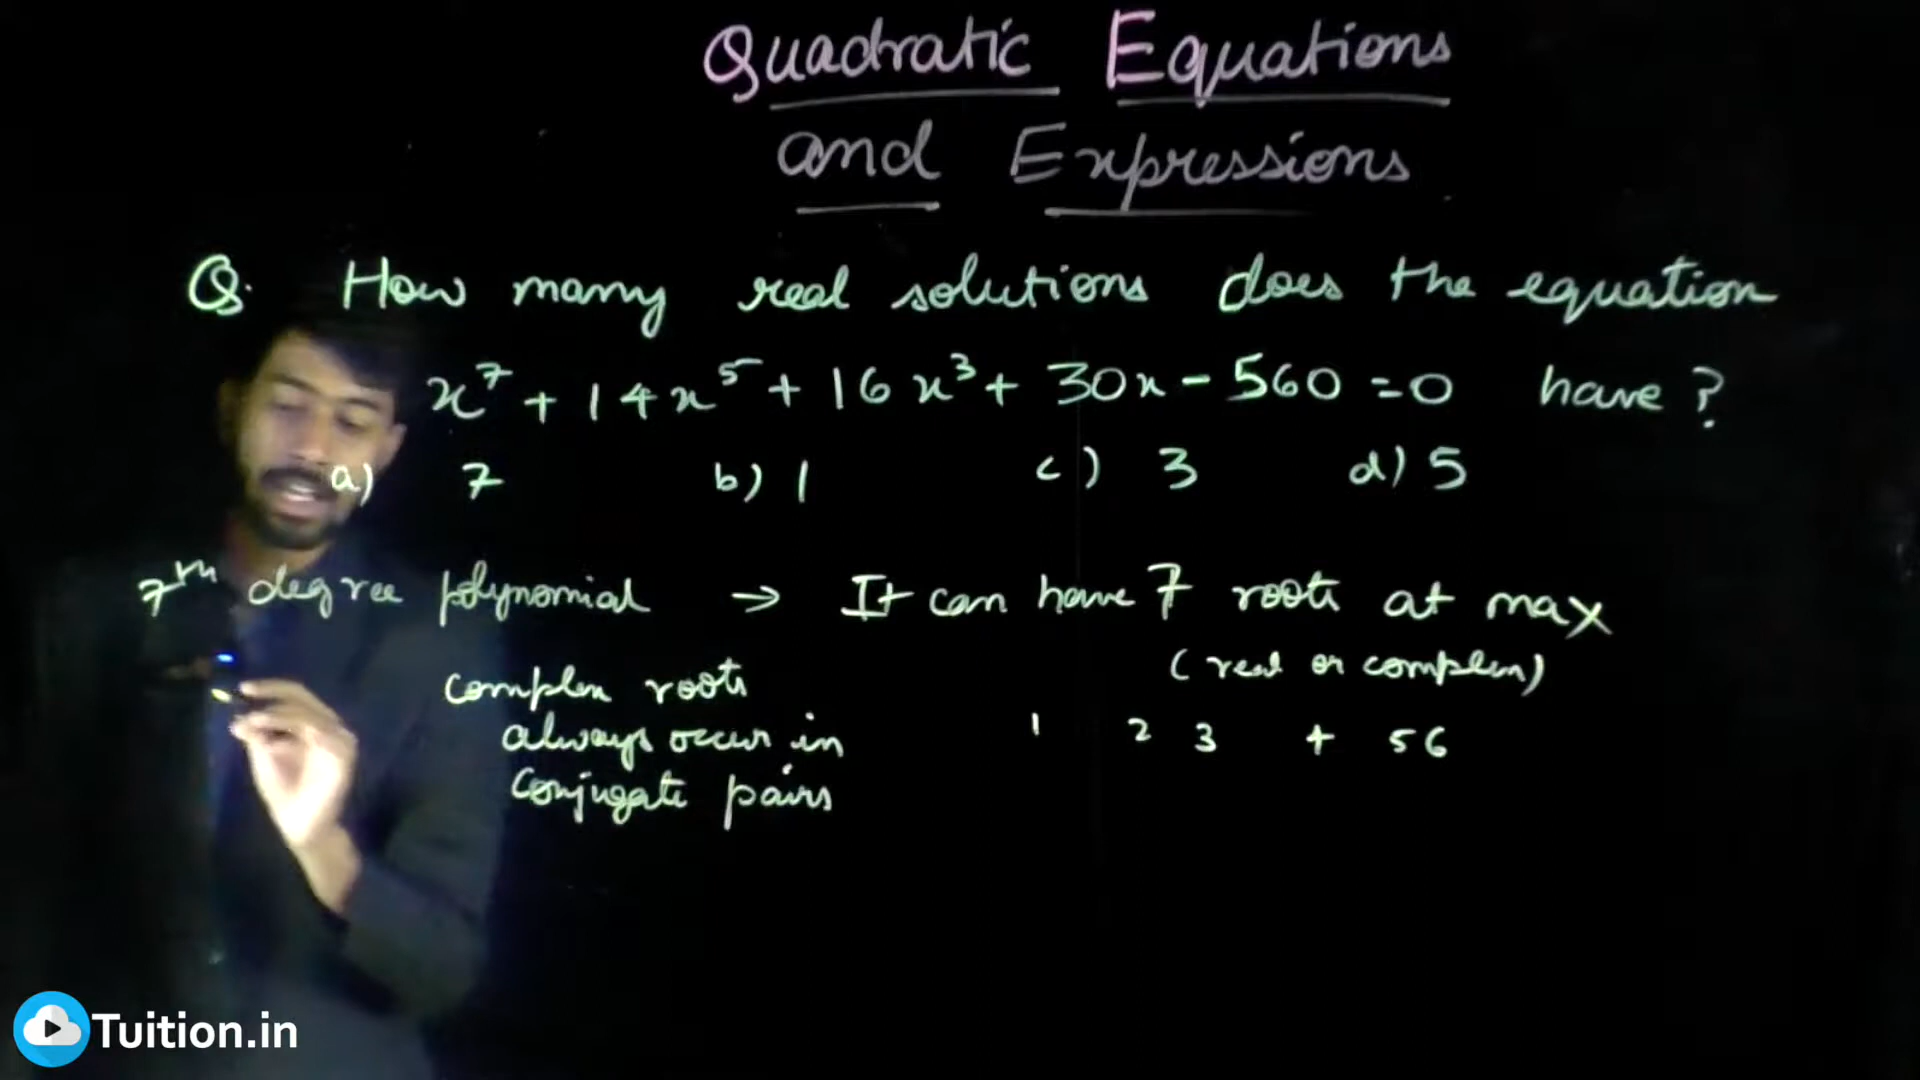 Quadratic Equations
and Expressions
Q. How many real solutions does the equation
x⁷ + 14x⁵ + 16x³ + 30x - 560 = 0 have?
a) 7 b) 1 c) 3 d) 5
7th degree polynomial → It can have 7 roots at max
(real or complex)
complex roots
always occur in
conjugate pairs
1 2 3 4 5 6
Tuition.in